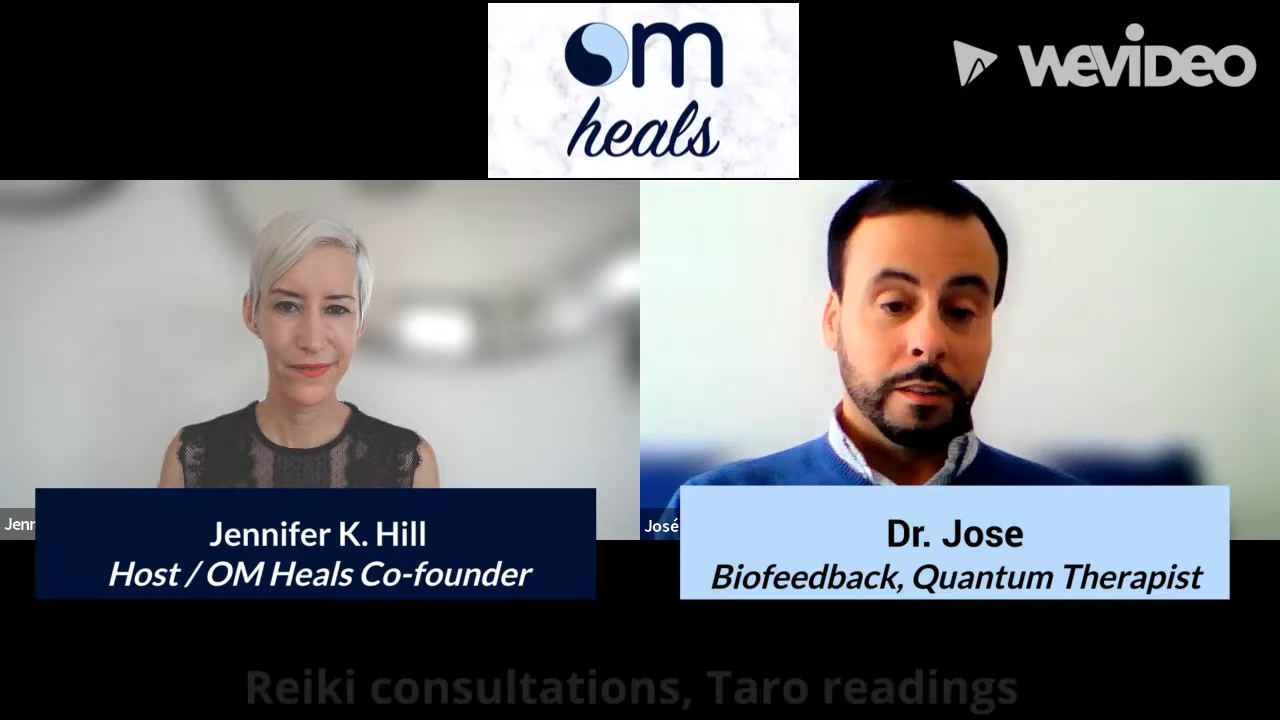 om
heals
WEVIDEO
Jenn
José
Jennifer K. Hill
Host / OM Heals Co-founder
Dr. Jose
Biofeedback, Quantum Therapist
Reiki consultations, Taro readings